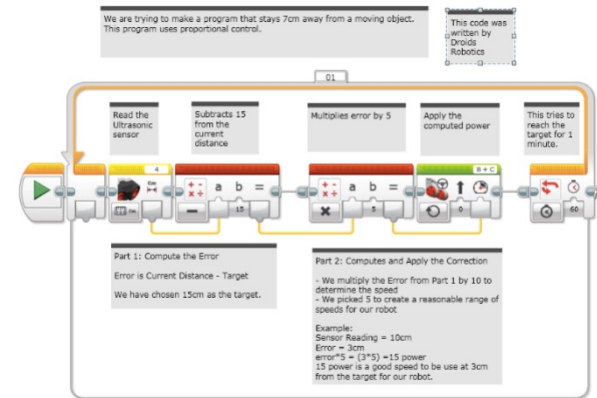 We are trying to make a program that stays 7cm away from a moving object.
This program uses proportional control.
This code was
written by
Droids
Robotics
01
Read the
Ultrasonic
sensor
Subtracts 15
from the
current
distance
Multiplies error by 5
Apply the
computed power
This tries to
reach the
target for 1
minute.
4
B + C
cm
a b =
a b =
15
5
0
60
Part 1: Compute the Error
Error is Current Distance - Target
We have chosen 15cm as the target.
Part 2: Computes and Apply the Correction
- We multiply the Error from Part 1 by 10 to
determine the speed
- We picked 5 to create a reasonable range of
speeds for our robot
Example:
Sensor Reading = 10cm
Error = 3cm
error*5 = (3*5) =15 power
15 power is a good speed to be use at 3cm
from the target for our robot.